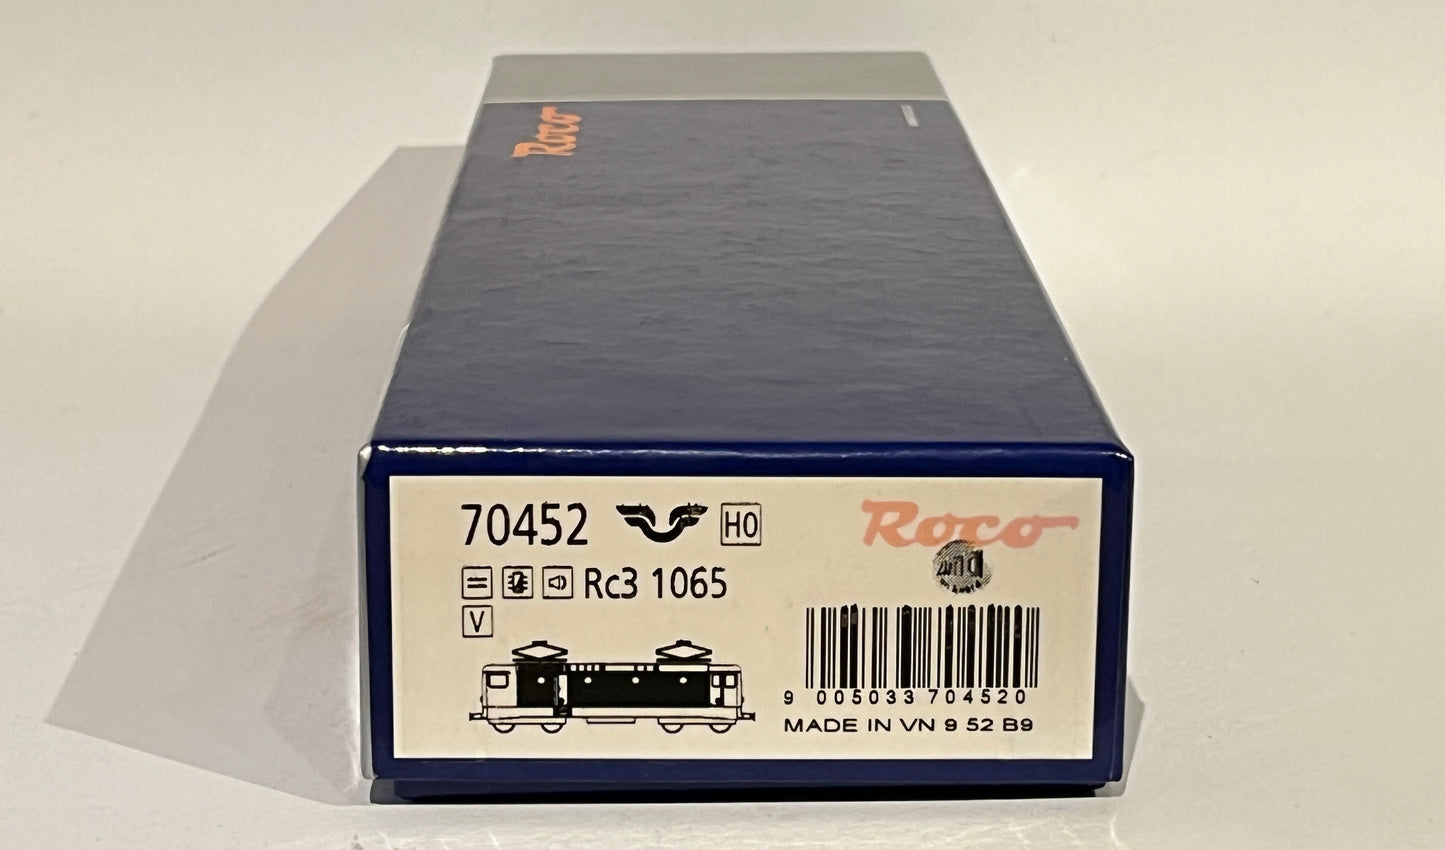 Roco
70452 H0
Roco
Rc3 1065
V
9 005033 704520
MADE IN VN 9 52 B9